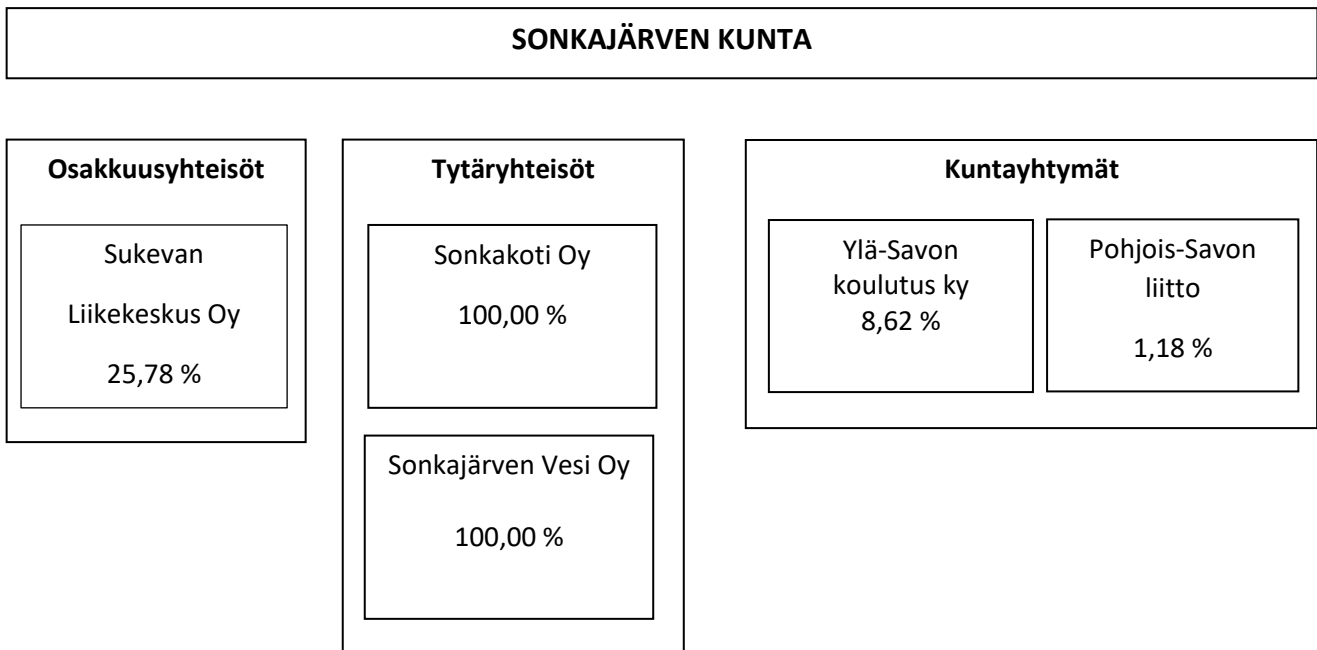 SONKAJÄRVEN KUNTA
Osakkuusyhteisöt
Sukevan
Liikekeskus Oy
25,78 %
Tytäryhteisöt
Sonkakoti Oy
100,00 %
Sonkajärven Vesi Oy
100,00 %
Kuntayhtymät
Ylä-Savon
koulutus ky
8,62 %
Pohjois-Savon
liitto
1,18 %